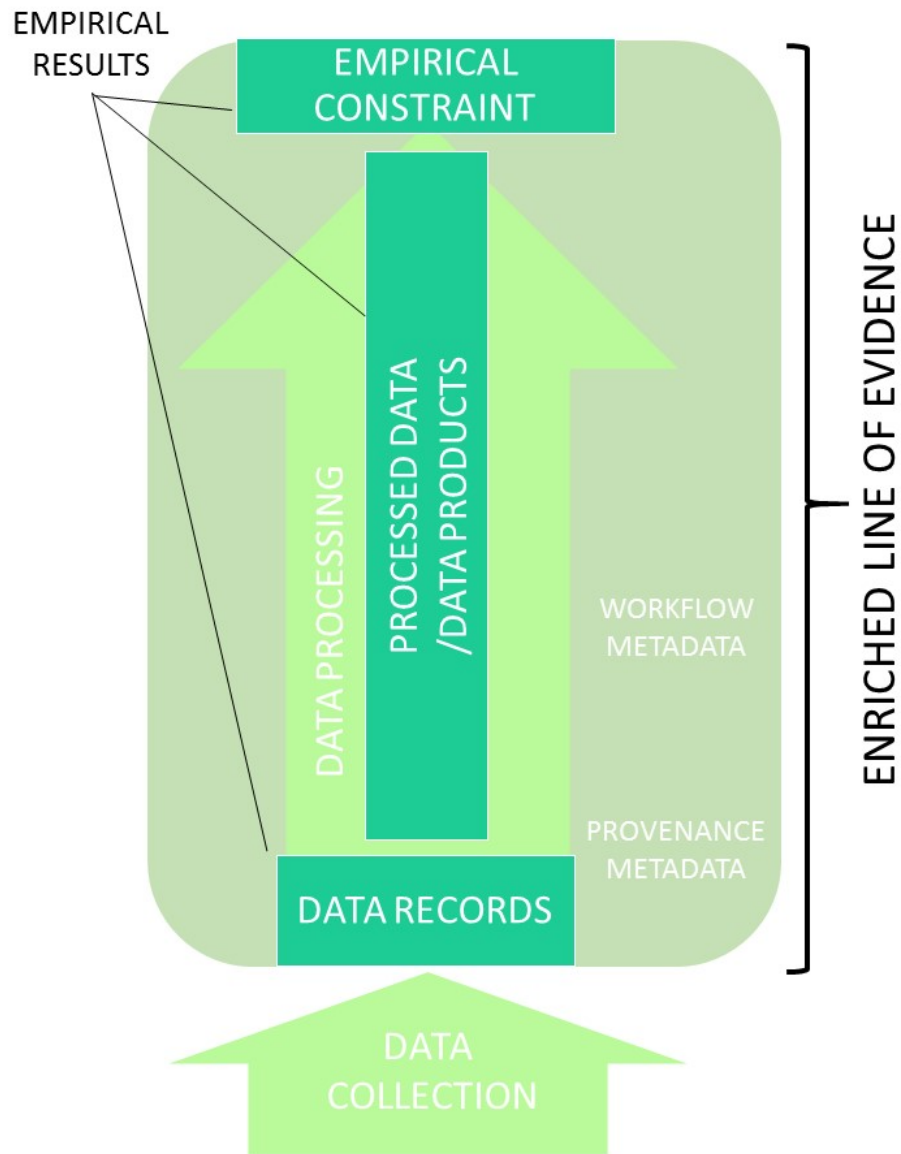 EMPIRICAL
RESULTS
EMPIRICAL
CONSTRAINT
DATA PROCESSING
PROCESSED DATA
/DATA PRODUCTS
WORKFLOW
METADATA
PROVENANCE
METADATA
DATA RECORDS
DATA
COLLECTION
ENRICHED LINE OF EVIDENCE